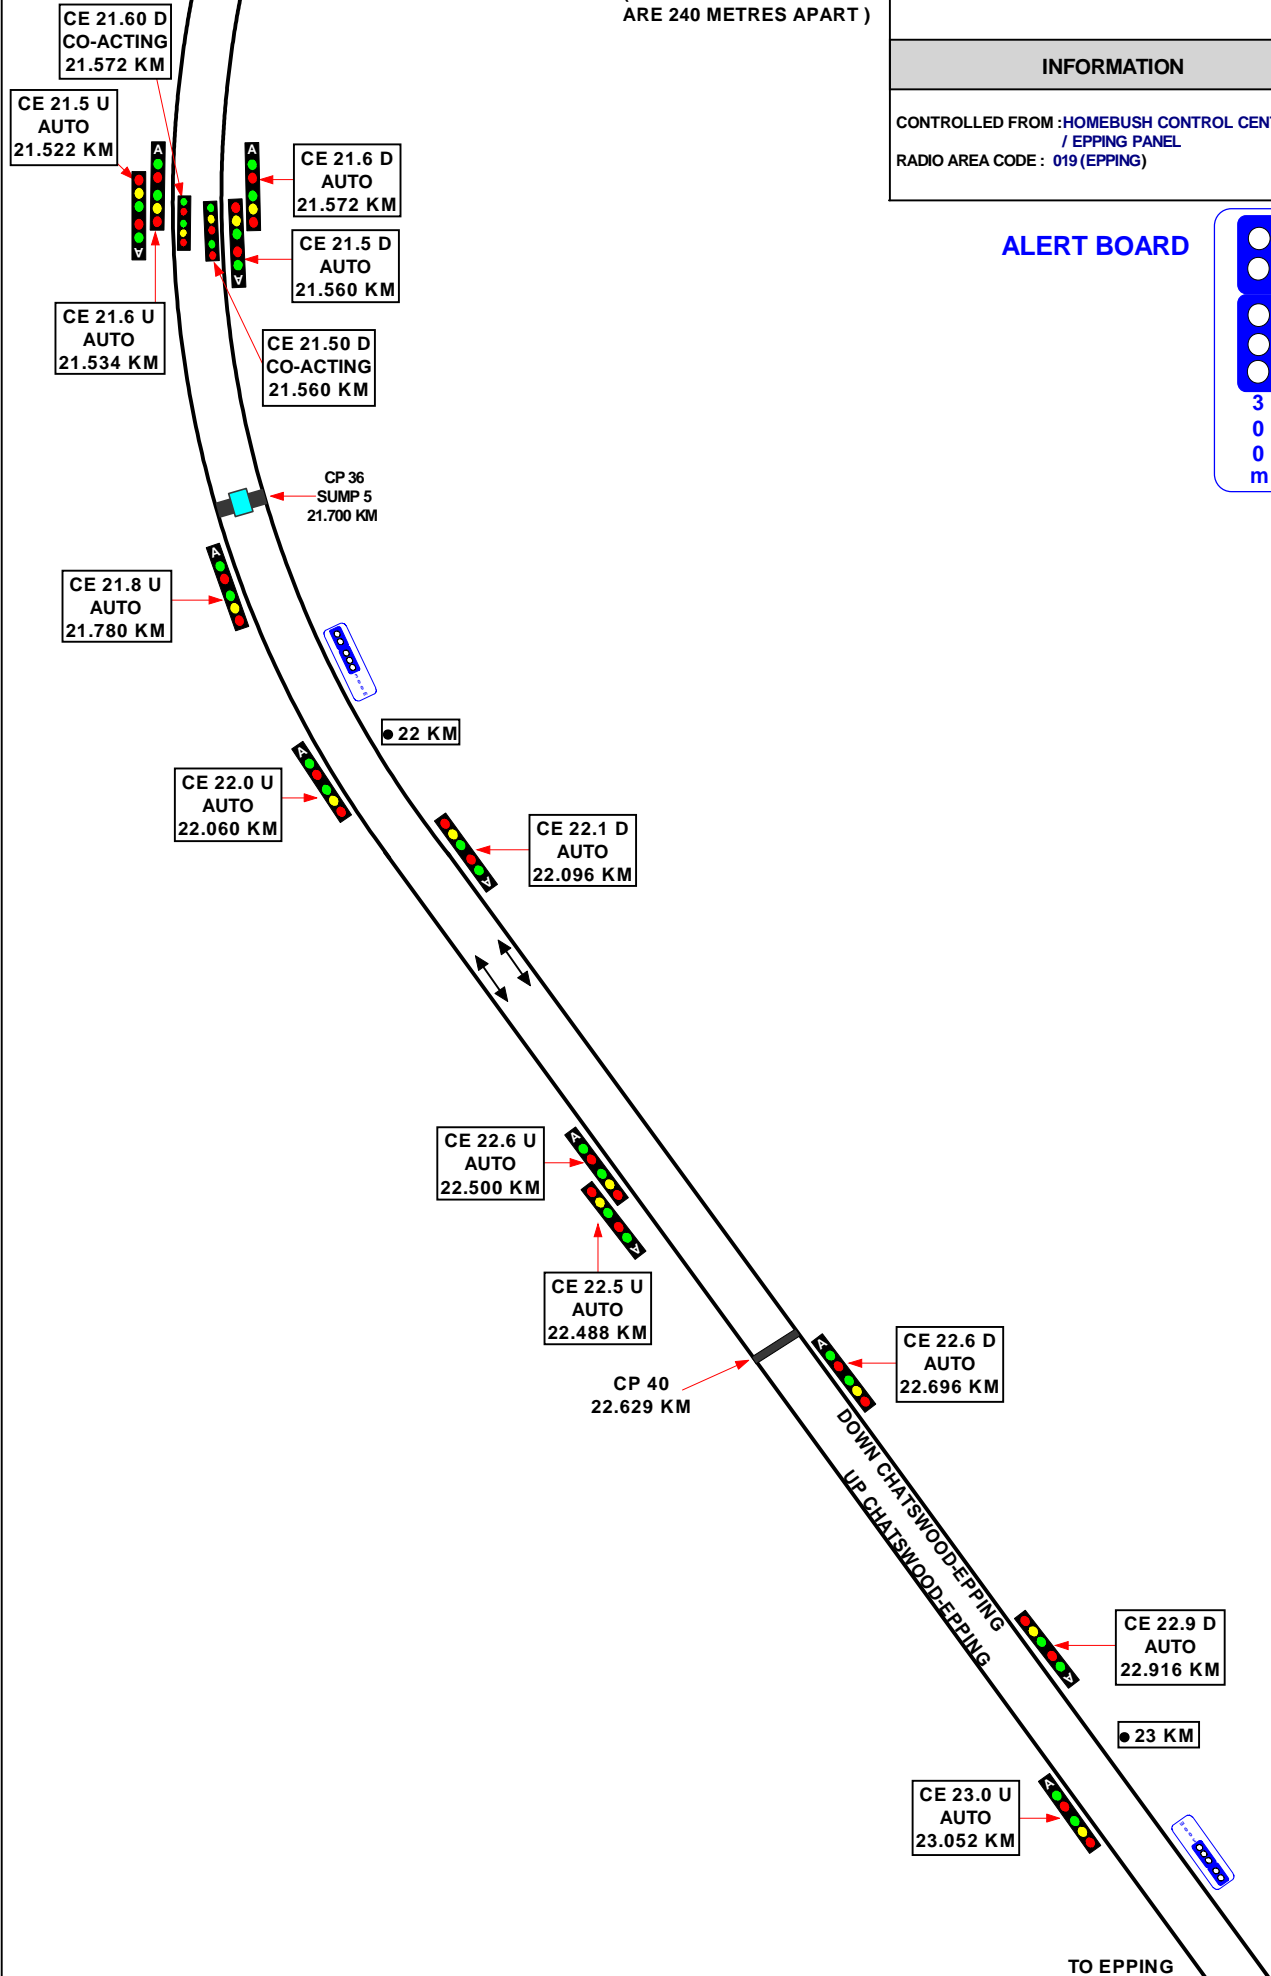 ARE 240 METRES APART )
CE 21.60 D
CO-ACTING
21.572 KM
INFORMATION
CE 21.5 U
AUTO
21.522 KM
CONTROLLED FROM : HOMEBUSH CONTROL CENT
/ EPPING PANEL
RADIO AREA CODE : 019 (EPPING)
A
A
CE 21.6 D
AUTO
21.572 KM
ALERT BOARD
A
A
CE 21.5 D
AUTO
21.560 KM
CE 21.6 U
AUTO
21.534 KM
CE 21.50 D
CO-ACTING
21.560 KM
3
0
0
m
CP 36
SUMP 5
21.700 KM
A
CE 21.8 U
AUTO
21.780 KM
22 KM
A
CE 22.0 U
AUTO
22.060 KM
CE 22.1 D
AUTO
22.096 KM
A
A
CE 22.6 U
AUTO
22.500 KM
A
CE 22.5 U
AUTO
22.488 KM
A
CE 22.6 D
AUTO
22.696 KM
CP 40
22.629 KM
DOWN CHATSWOOD-EPPING
UP CHATSWOOD-EPPING
CE 22.9 D
AUTO
22.916 KM
A
23 KM
A
CE 23.0 U
AUTO
23.052 KM
TO EPPING